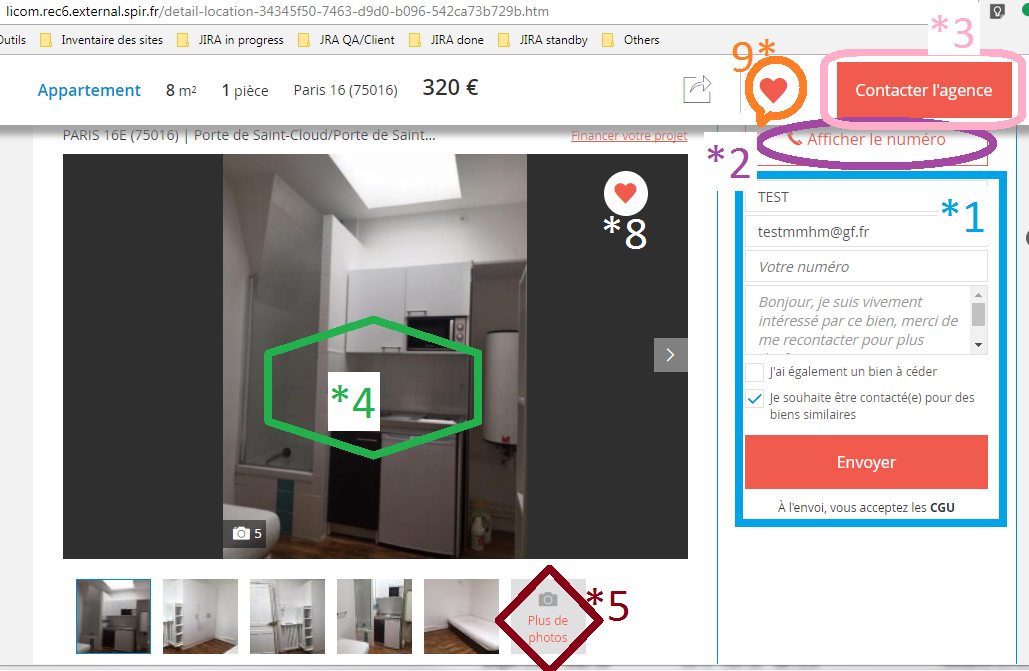 licom.rec6.external.spir.fr/detail-location-34345f50-7463-d9d0-b096-542ca73b729b.htm
Outils Inventaire des sites JIRA in progress JRA QA/Client JIRA done JIRA standby Others
*3
9*
Appartement 8 m² 1 pièce Paris 16 (75016) 320 € Contacter l'agence
PARIS 16E (75016) | Porte de Saint-Cloud/Porte de Saint... Financer votre projet
Afficher le numéro
*2
TEST
*1
testmmhm@gf.fr
*8
Votre numéro
Bonjour, je suis vivement
intéressé par ce bien, merci de
me recontacter pour plus
J'ai également un bien à céder
*4
Je souhaite être contacté(e) pour des
biens similaires
Envoyer
À l'envoi, vous acceptez les CGU
5
*5
Plus de
photos